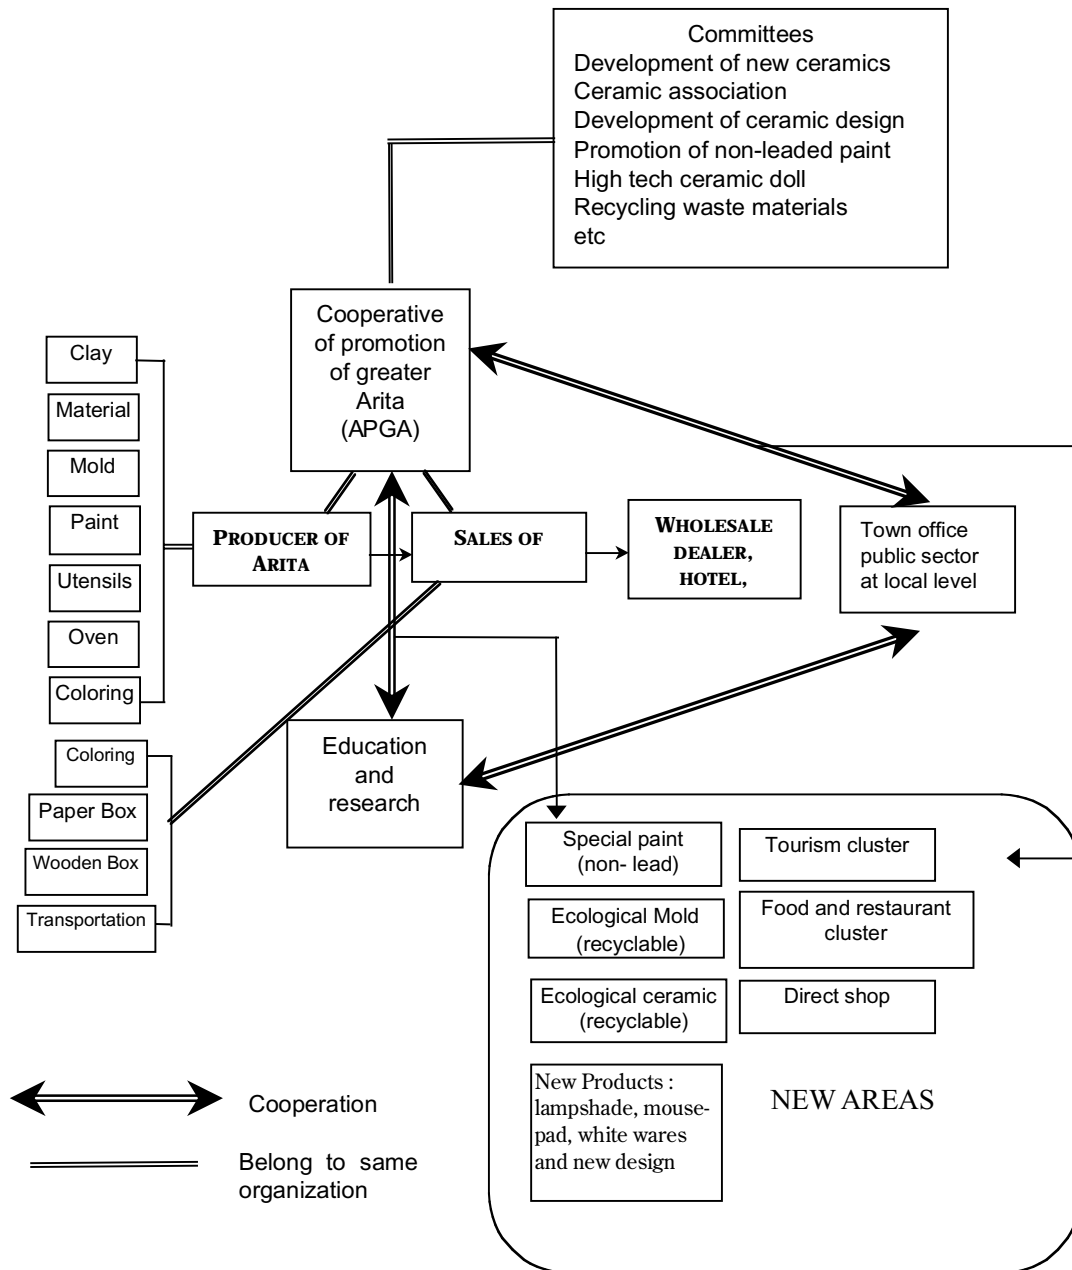 Committees
Development of new ceramics
Ceramic association
Development of ceramic design
Promotion of non-leaded paint
High tech ceramic doll
Recycling waste materials
etc
Cooperative
of promotion
of greater
Arita
(APGA)
Clay
Material
Mold
Paint
Utensils
Oven
Coloring
PRODUCER OF
ARITA
SALES OF
WHOLESALE
DEALER,
HOTEL,
Town office
public sector
at local level
Coloring
Paper Box
Wooden Box
Transportation
Education
and
research
Special paint
(non- lead)
Ecological Mold
(recyclable)
Ecological ceramic
(recyclable)
New Products :
lampshade, mouse-
pad, white wares
and new design
Tourism cluster
Food and restaurant
cluster
Direct shop
NEW AREAS
Cooperation
Belong to same
organization